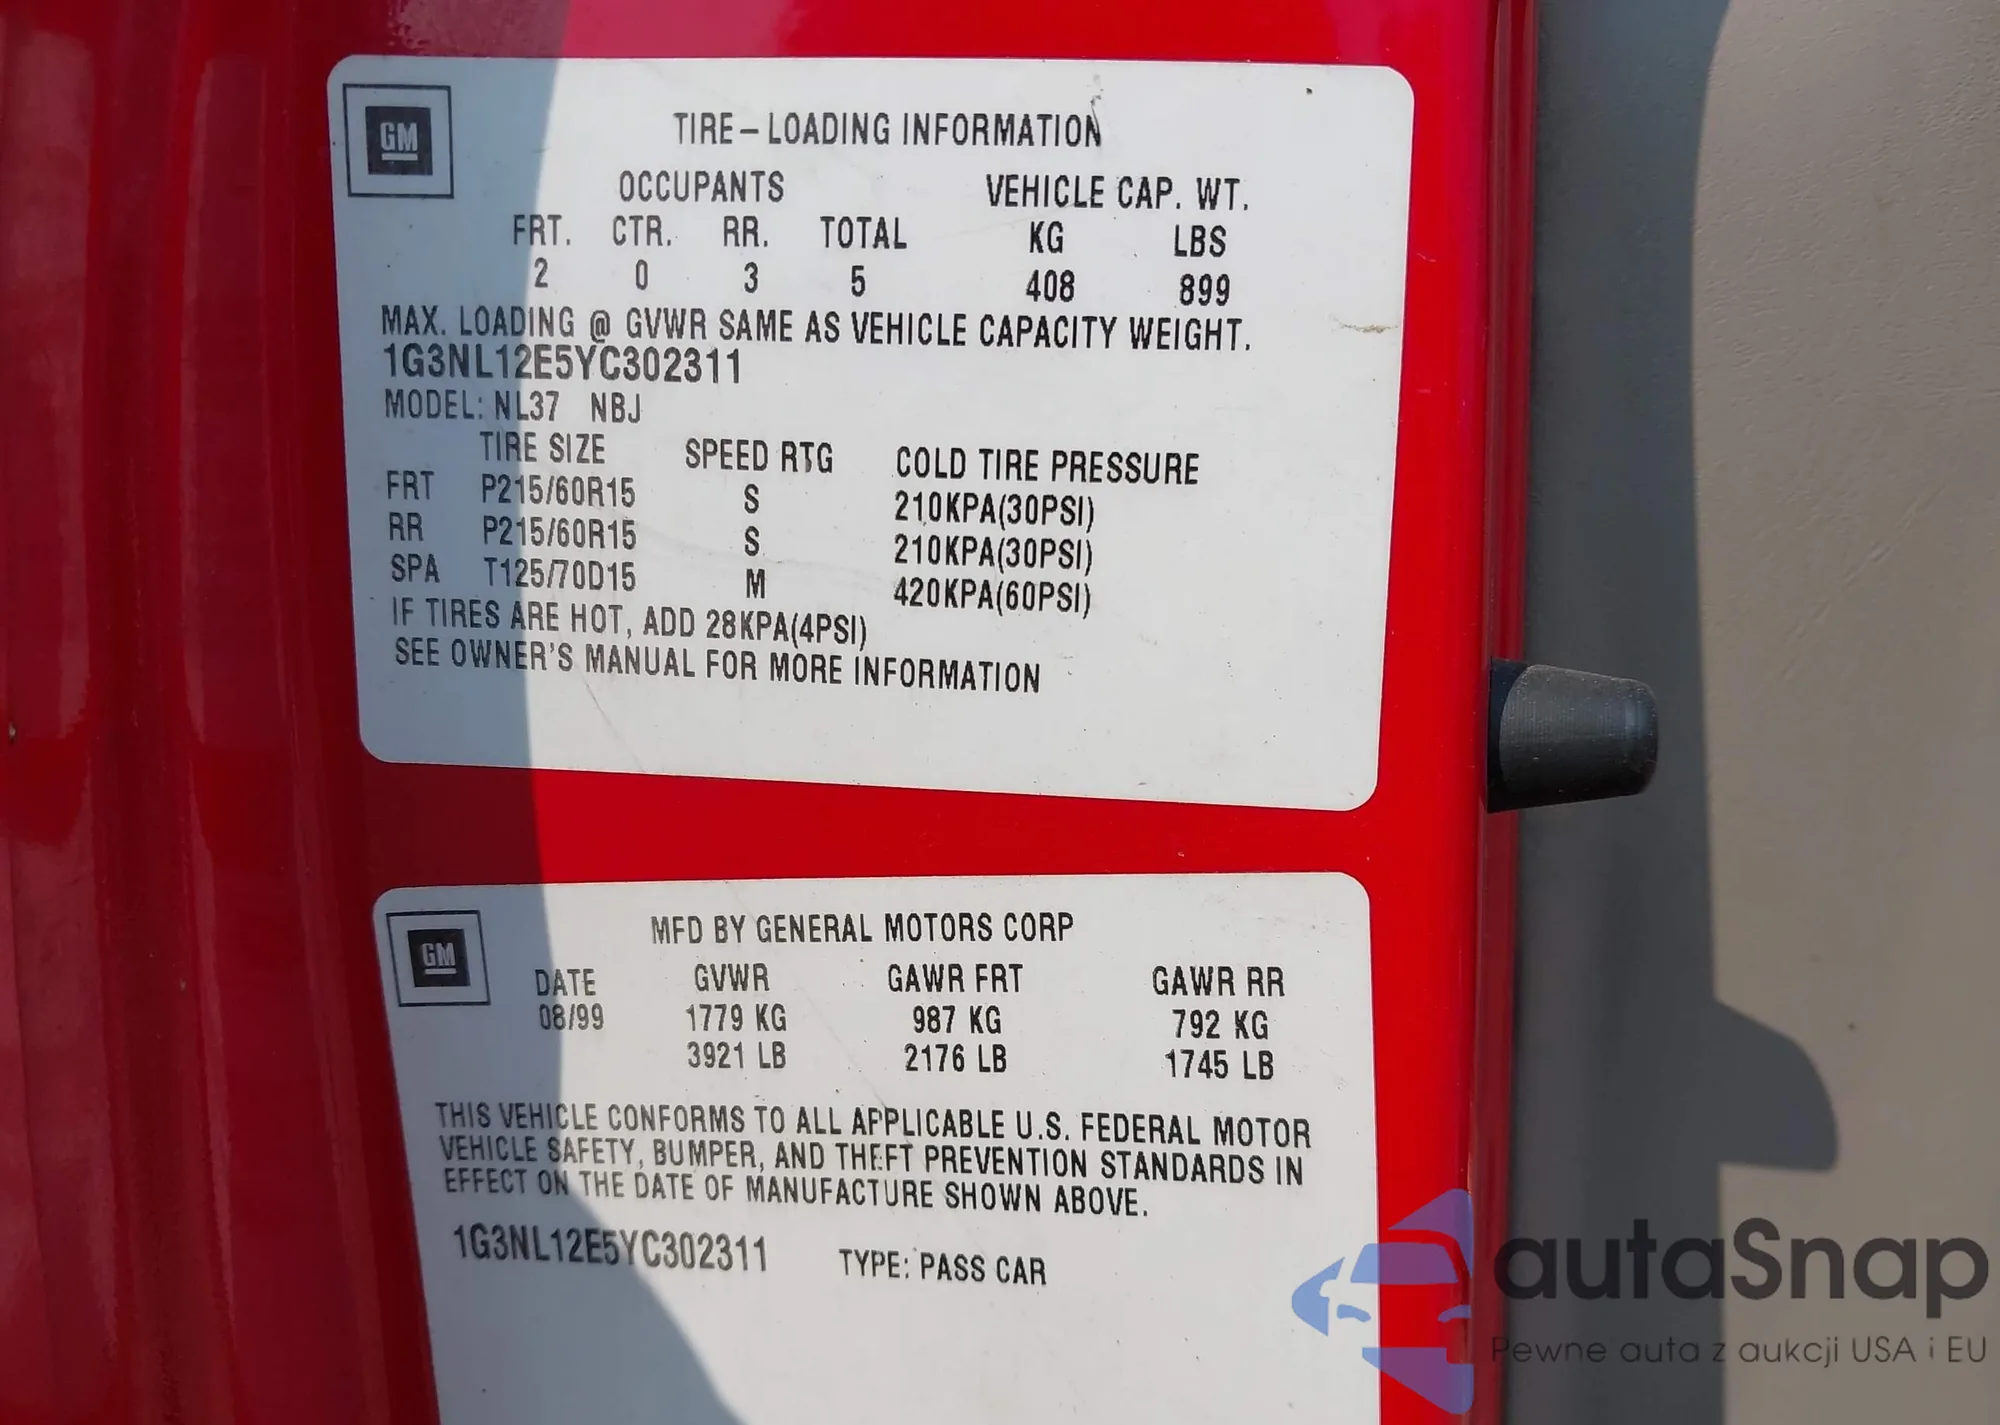 GM
TIRE – LOADING INFORMATION
OCCUPANTS VEHICLE CAP. WT.
FRT. CTR. RR. TOTAL KG LBS
2 0 3 5 408 899
MAX. LOADING @ GVWR SAME AS VEHICLE CAPACITY WEIGHT.
1G3NL12E5YC302311
MODEL: NL37 NBJ
TIRE SIZE SPEED RTG COLD TIRE PRESSURE
FRT P215/60R15 S 210KPA(30PSI)
RR P215/60R15 S 210KPA(30PSI)
SPA T125/70D15 M 420KPA(60PSI)
IF TIRES ARE HOT, ADD 28KPA(4PSI)
SEE OWNER'S MANUAL FOR MORE INFORMATION
GM
MFD BY GENERAL MOTORS CORP
DATE GVWR GAWR FRT GAWR RR
08/99 1779 KG 987 KG 792 KG
3921 LB 2176 LB 1745 LB
THIS VEHICLE CONFORMS TO ALL APPLICABLE U.S. FEDERAL MOTOR
VEHICLE SAFETY, BUMPER, AND THEFT PREVENTION STANDARDS IN
EFFECT ON THE DATE OF MANUFACTURE SHOWN ABOVE.
1G3NL12E5YC302311 TYPE: PASS CAR
autaSnap
Pewne auta z aukcji USA i EU